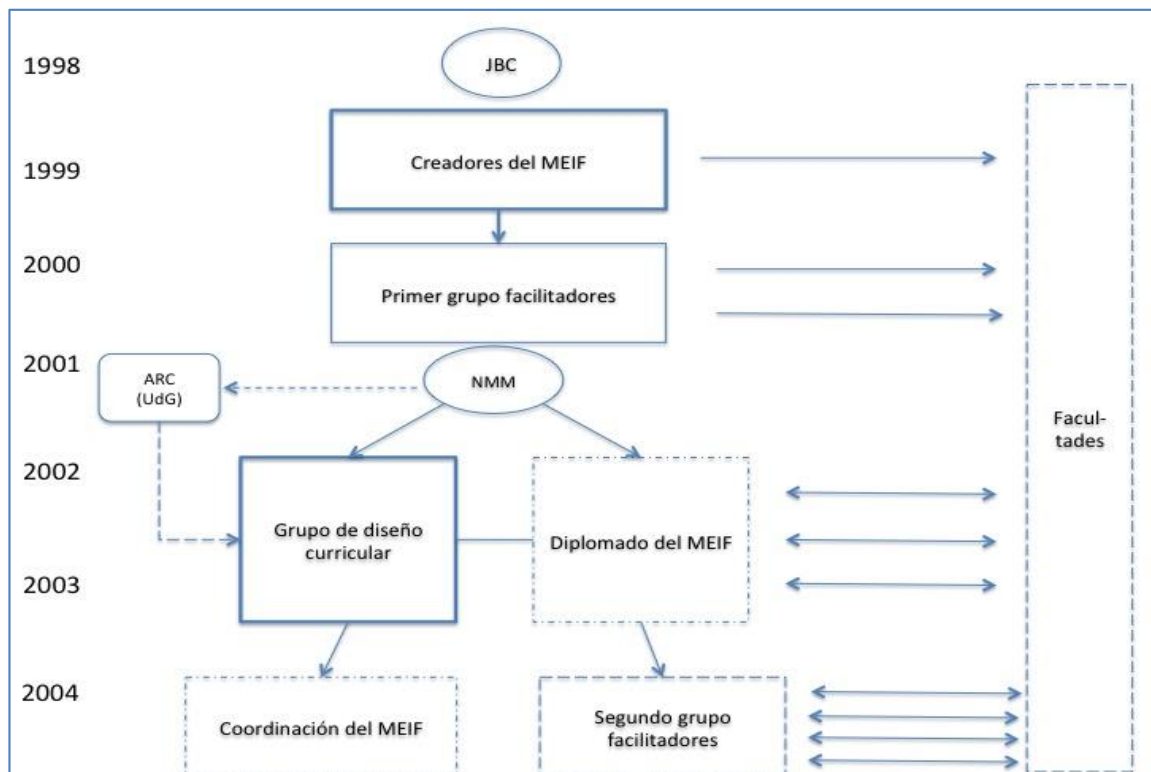 1998
JBC
Creadores del MEIF
1999
2000
Primer grupo facilitadores
2001
ARC
(UdG)
NMM
Facul-
tades
2002
Grupo de diseño
curricular
Diplomado del MEIF
2003
2004
Coordinación del MEIF
Segundo grupo
facilitadores